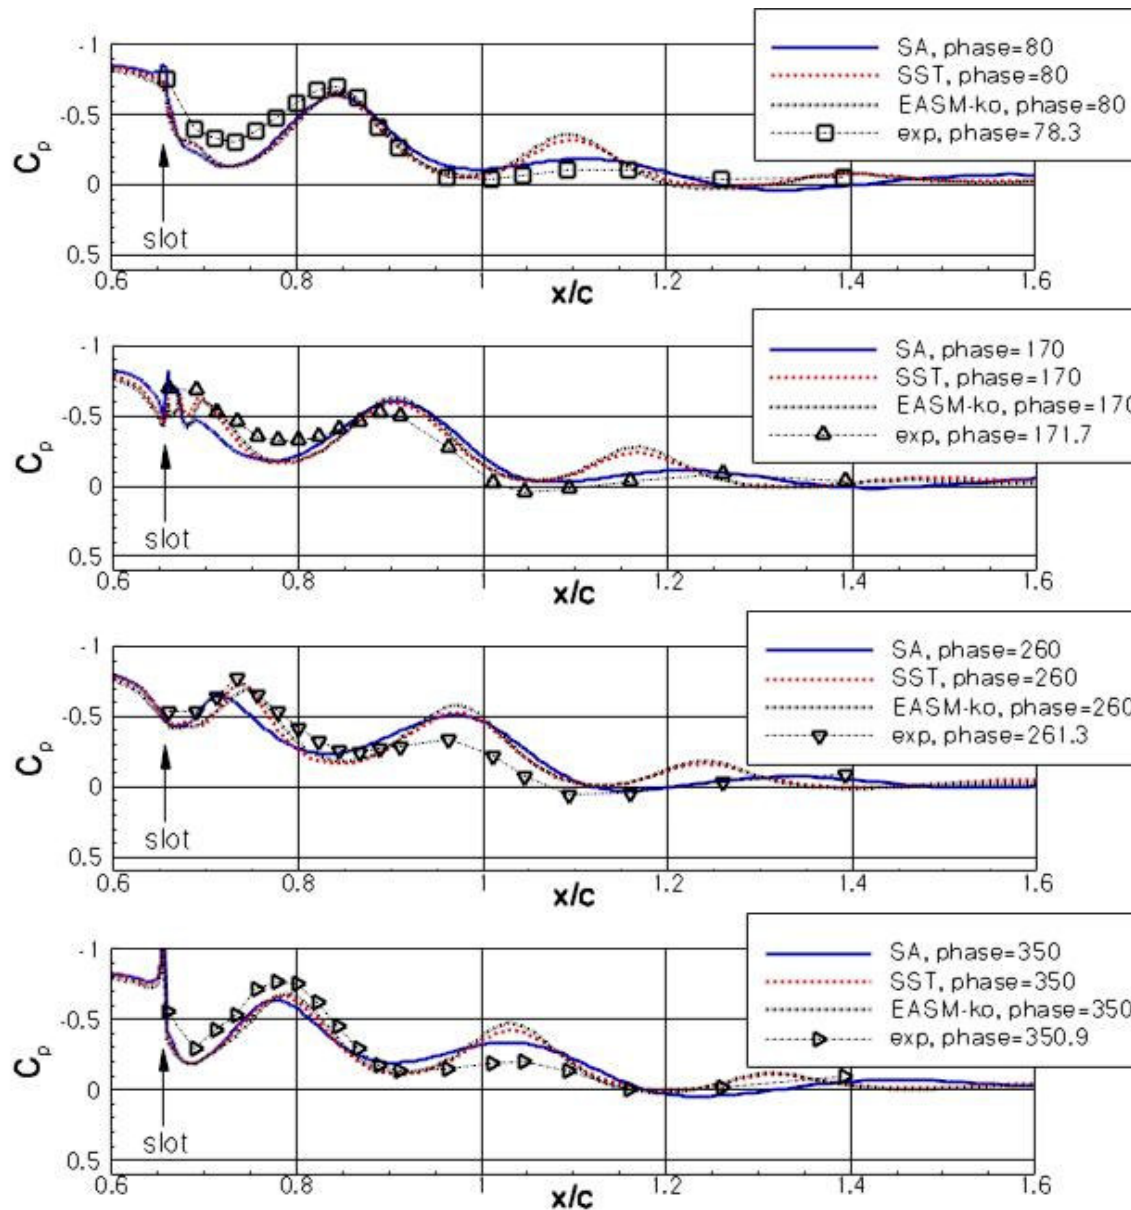 -1
-0.5
0
0.5
Cp
slot
0.6
0.8
1
1.2
1.4
1.6
x/c
SA, phase=80
SST, phase=80
EASM-ko, phase=80
exp, phase=78.3
-1
-0.5
0
0.5
Cp
slot
0.6
0.8
1
1.2
1.4
1.6
x/c
SA, phase=170
SST, phase=170
EASM-ko, phase=170
exp, phase=171.7
-1
-0.5
0
0.5
Cp
slot
0.6
0.8
1
1.2
1.4
1.6
x/c
SA, phase=260
SST, phase=260
EASM-ko, phase=260
exp, phase=261.3
-1
-0.5
0
0.5
Cp
slot
0.6
0.8
1
1.2
1.4
1.6
x/c
SA, phase=350
SST, phase=350
EASM-ko, phase=350
exp, phase=350.9